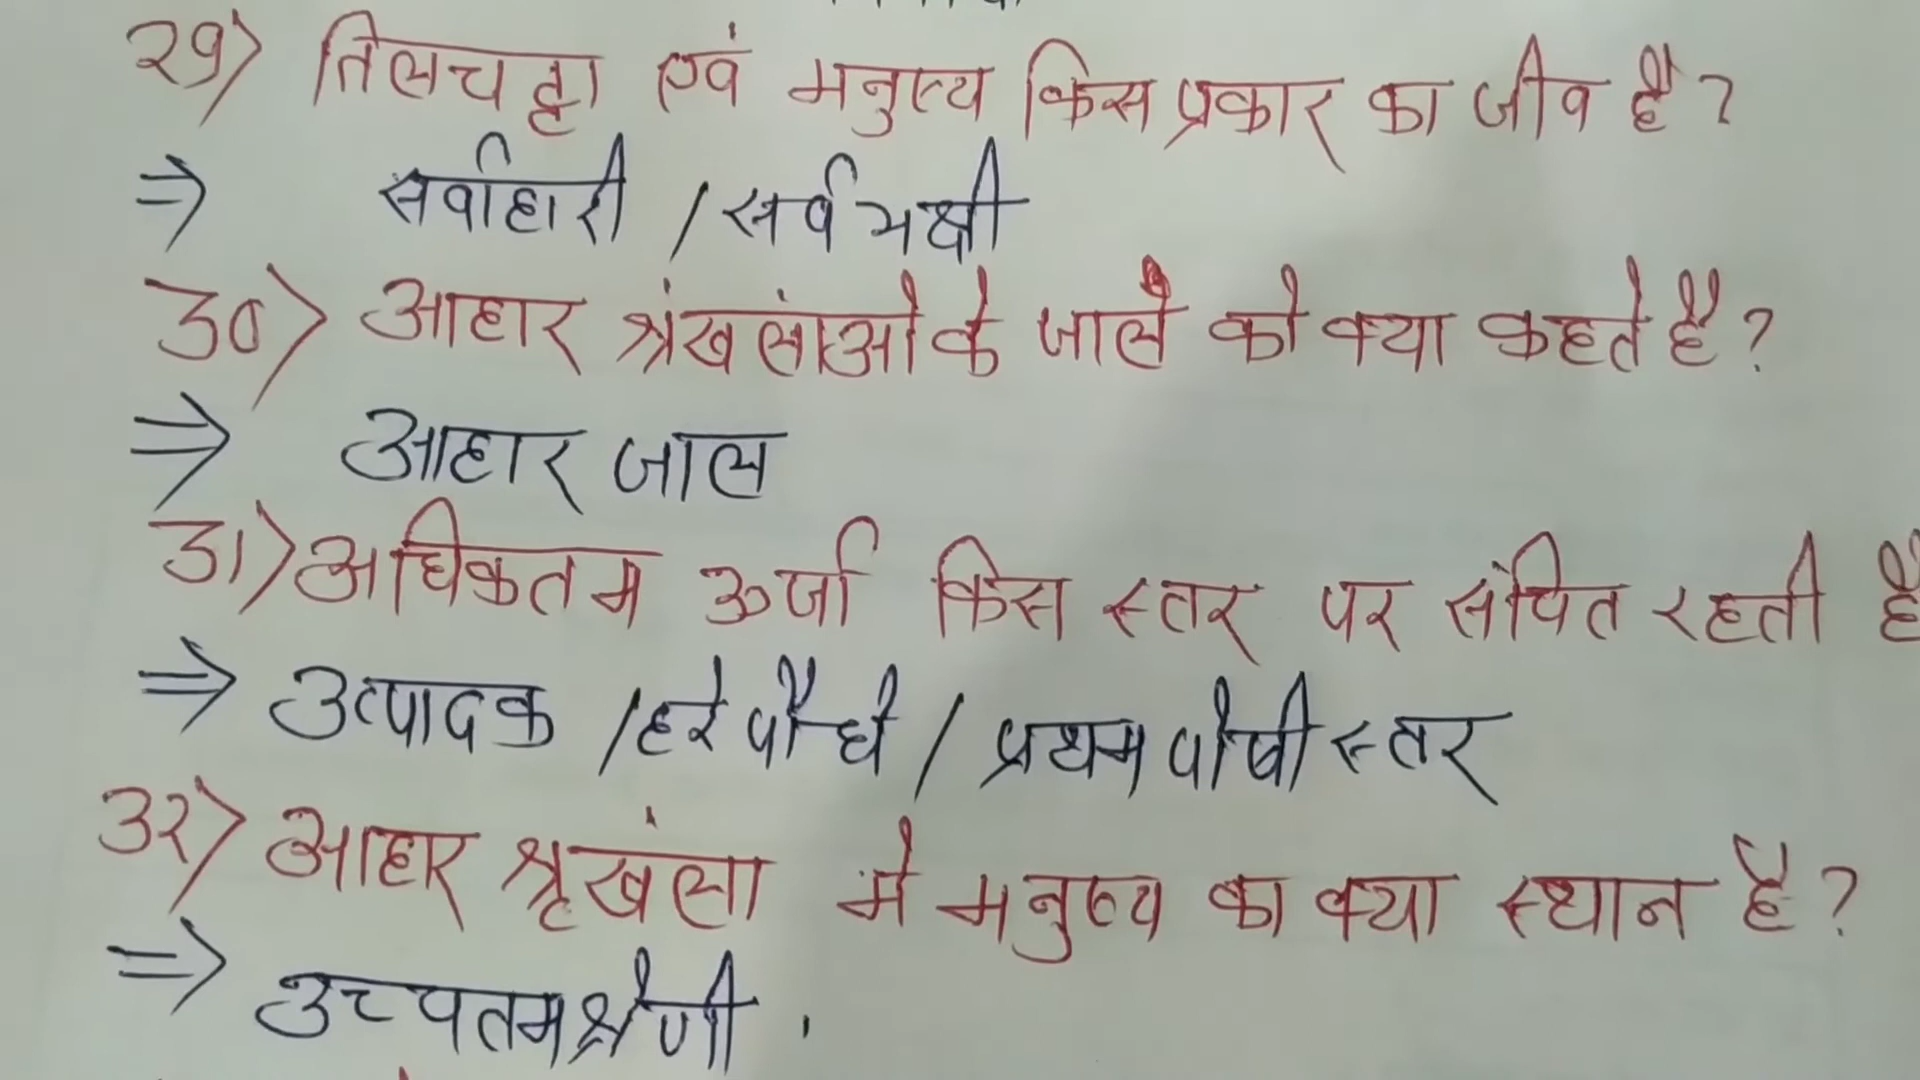 29> तिलचट्टा एवं मनुष्य किस प्रकार का जीव है ?
⇒ सर्वाहारी / सर्वभक्षी
30> आहार श्रंखलांओ के जाले को क्या कहते है ?
⇒ आहार जाल
31> अधिकतम ऊर्जा किस स्तर पर संचित रहती है
⇒ उत्पादक / हरे पौधे / प्रथम पोषी स्तर
32> आहार श्रृखंला मे मनुष्य का क्या स्थान है ?
⇒ उच्चतम श्रेणी .